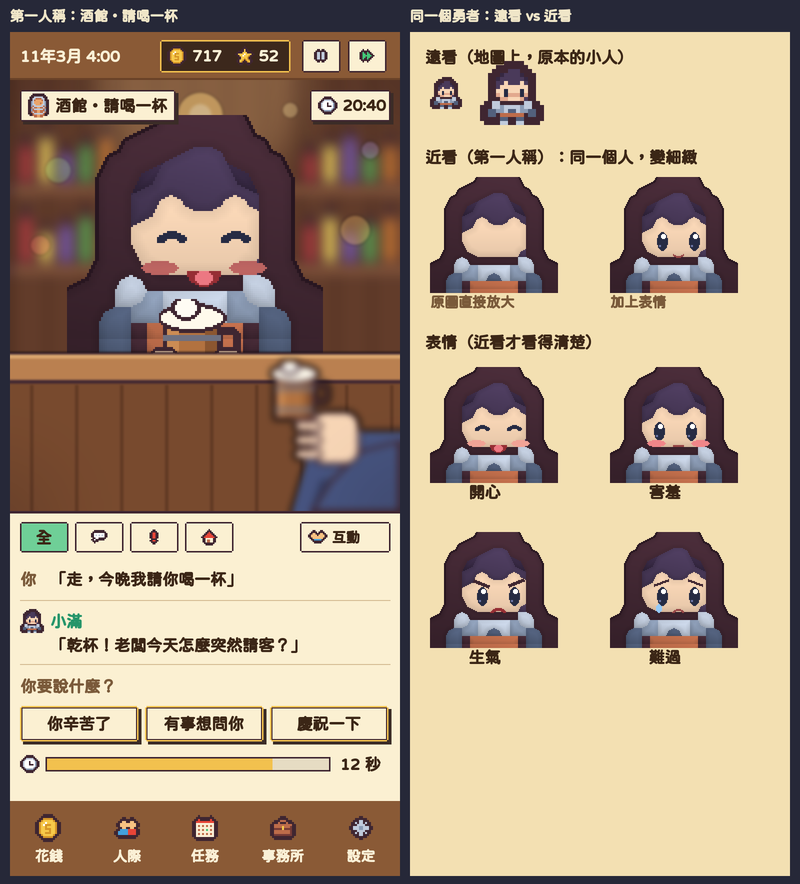 第一人稱：酒館・請喝一杯
11年3月 4:00
717
52
酒館・請喝一杯
20:40
全
互動
你 「走，今晚我請你喝一杯」
小滿
「乾杯！老闆今天怎麼突然請客？」
你要說什麼？
你辛苦了
有事想問你
慶祝一下
12 秒
花錢
人際
任務
事務所
設定
同一個勇者：遠看 vs 近看
遠看（地圖上，原本的小人）
近看（第一人稱）：同一個人，變細緻
原圖直接放大
加上表情
表情（近看才看得清楚）
開心
害羞
生氣
難過